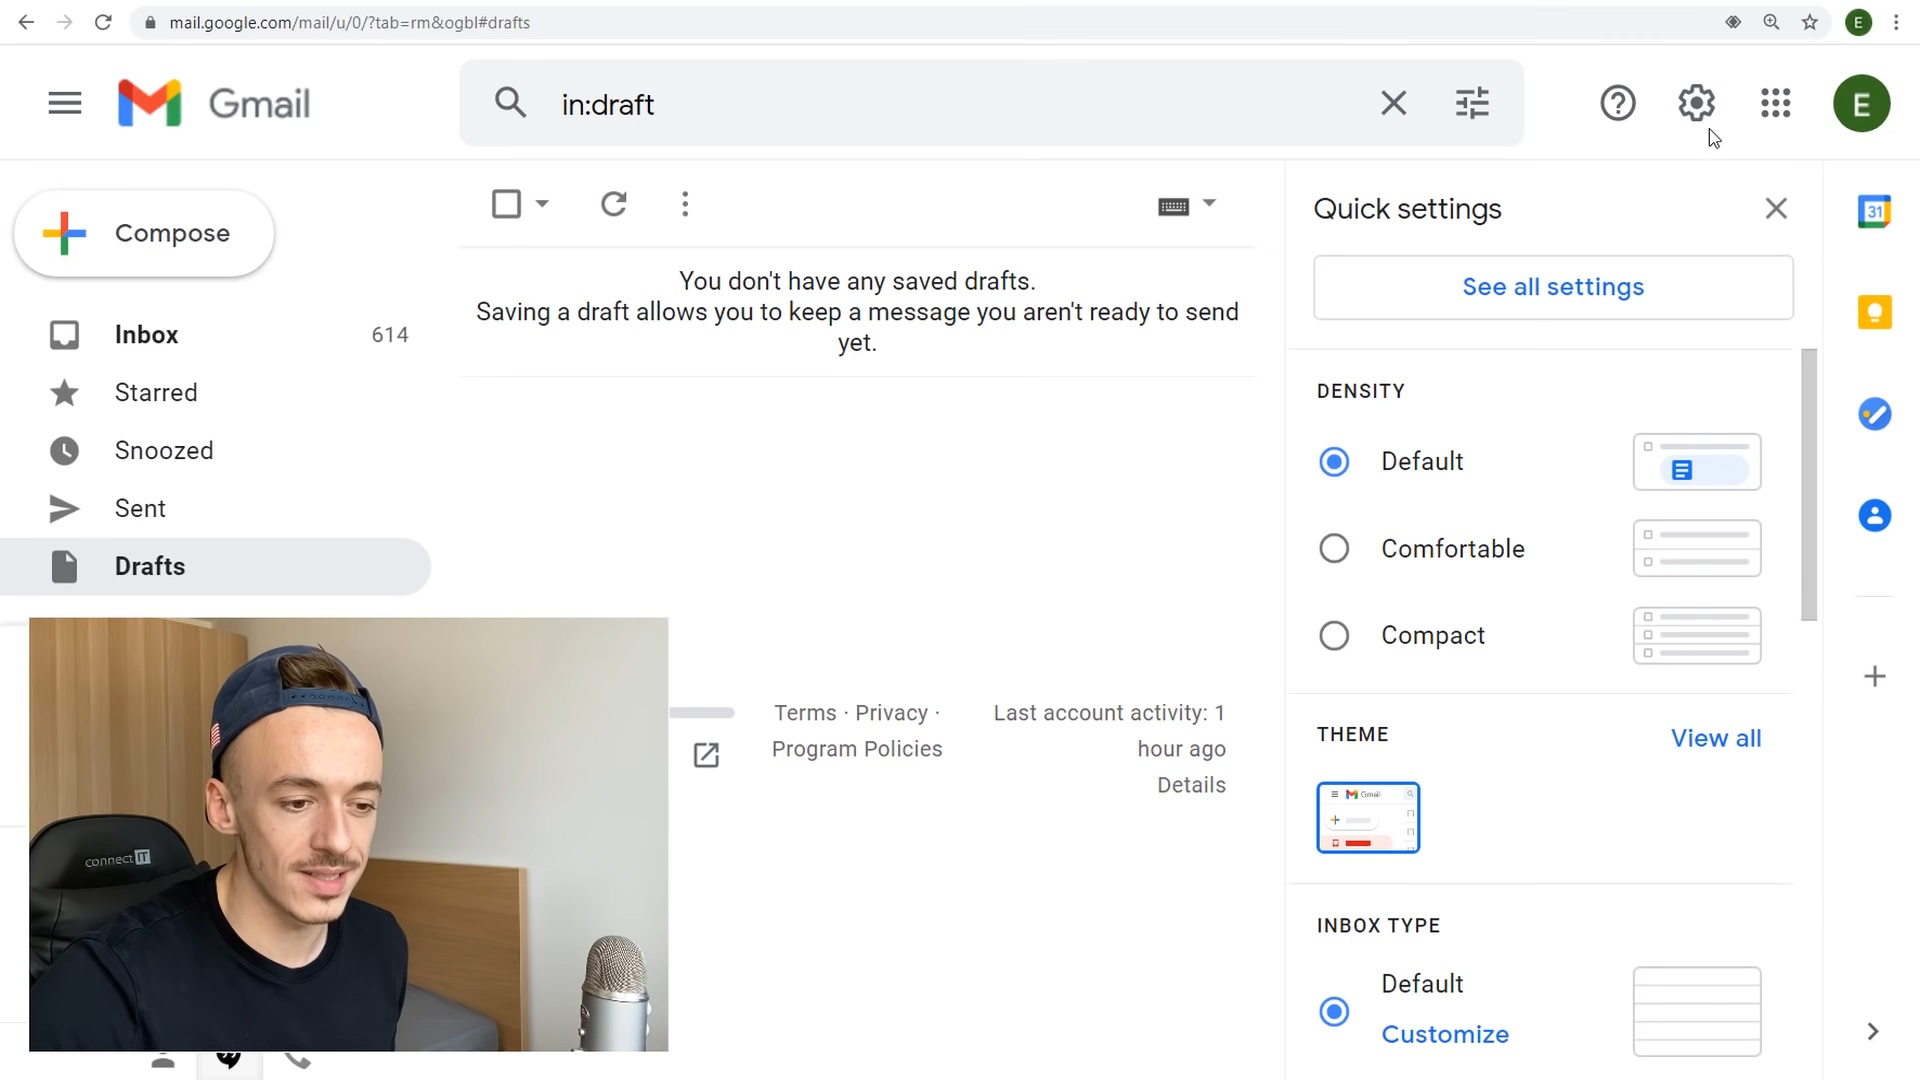 mail.google.com/mail/u/0/?tab=rm&ogbl#drafts
E
Gmail
in:draft
E
Compose
Inbox 614
Starred
Snoozed
Sent
Drafts
You don't have any saved drafts.
Saving a draft allows you to keep a message you aren't ready to send
yet.
Terms · Privacy ·
Program Policies
Last account activity: 1
hour ago
Details
Quick settings
See all settings
DENSITY
Default
Comfortable
Compact
THEME
View all
Gmail
INBOX TYPE
Default
Customize
31
connect IT